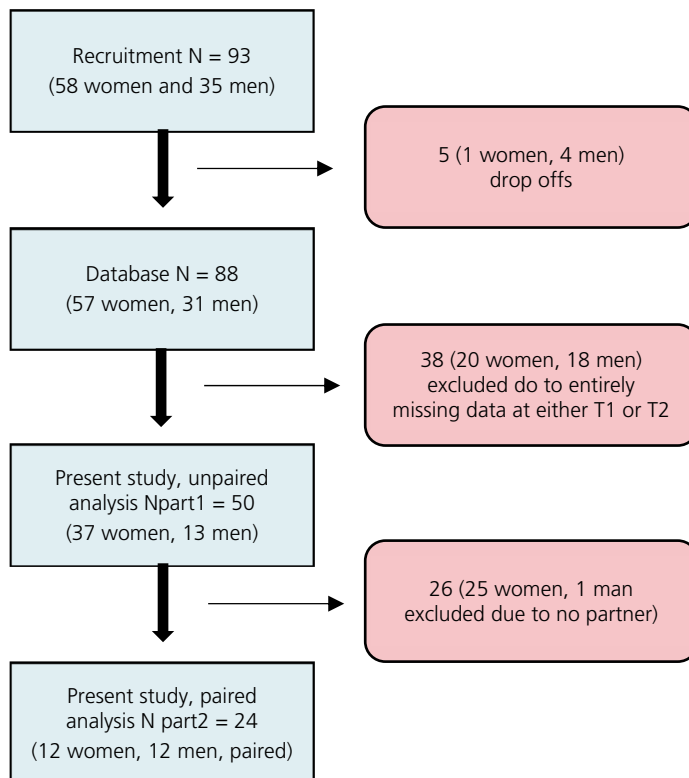 Recruitment N = 93
(58 women and 35 men)
5 (1 women, 4 men)
drop offs
Database N = 88
(57 women, 31 men)
38 (20 women, 18 men)
excluded do to entirely
missing data at either T1 or T2
Present study, unpaired
analysis Npart1 = 50
(37 women, 13 men)
26 (25 women, 1 man
excluded due to no partner)
Present study, paired
analysis N part2 = 24
(12 women, 12 men, paired)